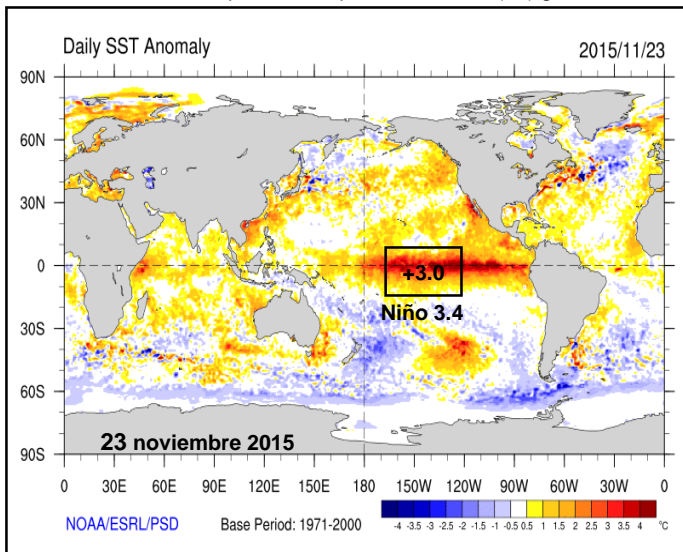 Daily SST Anomaly 2015/11/23
90N
60N
30N
0
+3.0
Niño 3.4
30S
60S
23 noviembre 2015
90S
0 30E 60E 90E 120E 150E 180 150W 120W 90W 60W 30W 0
NOAA/ESRL/PSD Base Period: 1971-2000
-4 -3.5 -3 -2.5 -2 -1.5 -1 -0.5 0.5 1 1.5 2 2.5 3 3.5 4 °C